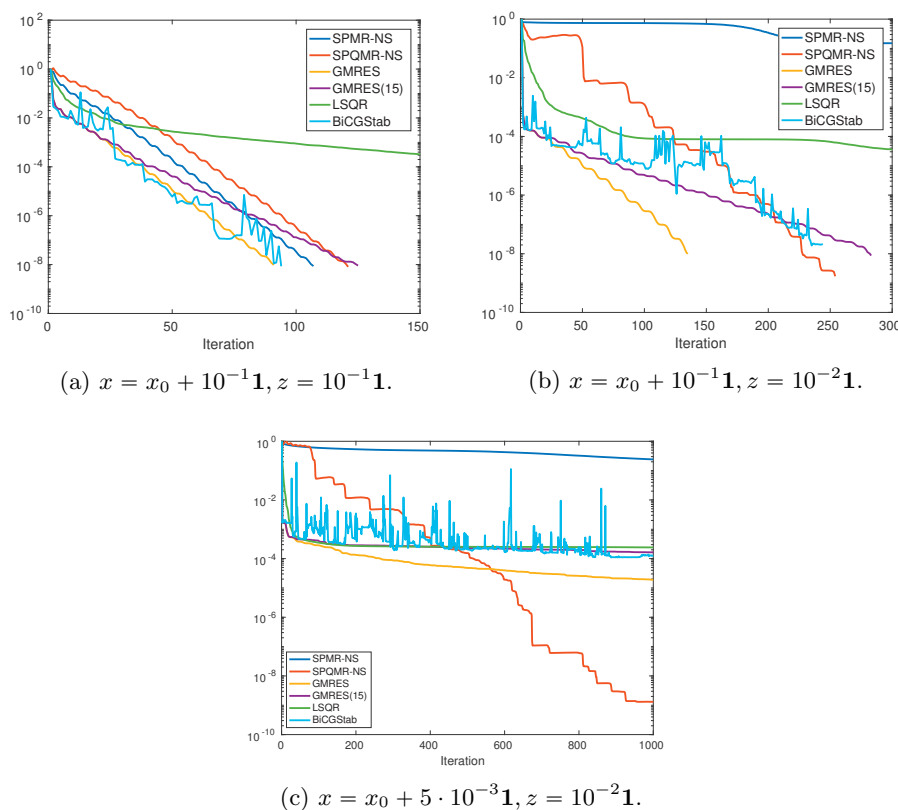 10^2
10^0
10^-2
10^-4
10^-6
10^-8
10^-10
0 50 100 150
Iteration
SPMR-NS
SPQMR-NS
GMRES
GMRES(15)
LSQR
BiCGStab
(a) x = x_0 + 10^{-1}𝟏, z = 10^{-1}𝟏.
10^0
10^-2
10^-4
10^-6
10^-8
10^-10
0 50 100 150 200 250 300
Iteration
SPMR-NS
SPQMR-NS
GMRES
GMRES(15)
LSQR
BiCGStab
(b) x = x_0 + 10^{-1}𝟏, z = 10^{-2}𝟏.
10^0
10^-2
10^-4
10^-6
10^-8
10^-10
0 200 400 600 800 1000
Iteration
SPMR-NS
SPQMR-NS
GMRES
GMRES(15)
LSQR
BiCGStab
(c) x = x_0 + 5 · 10^{-3}𝟏, z = 10^{-2}𝟏.